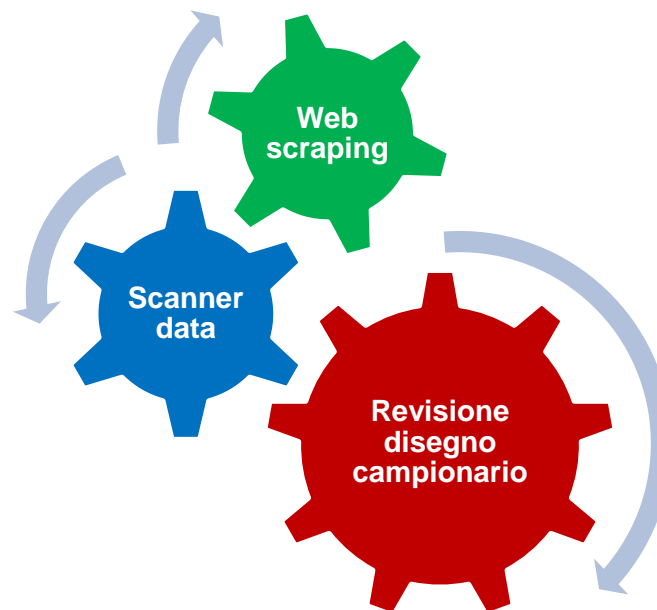 Web
scraping
Scanner
data
Revisione
disegno
campionario